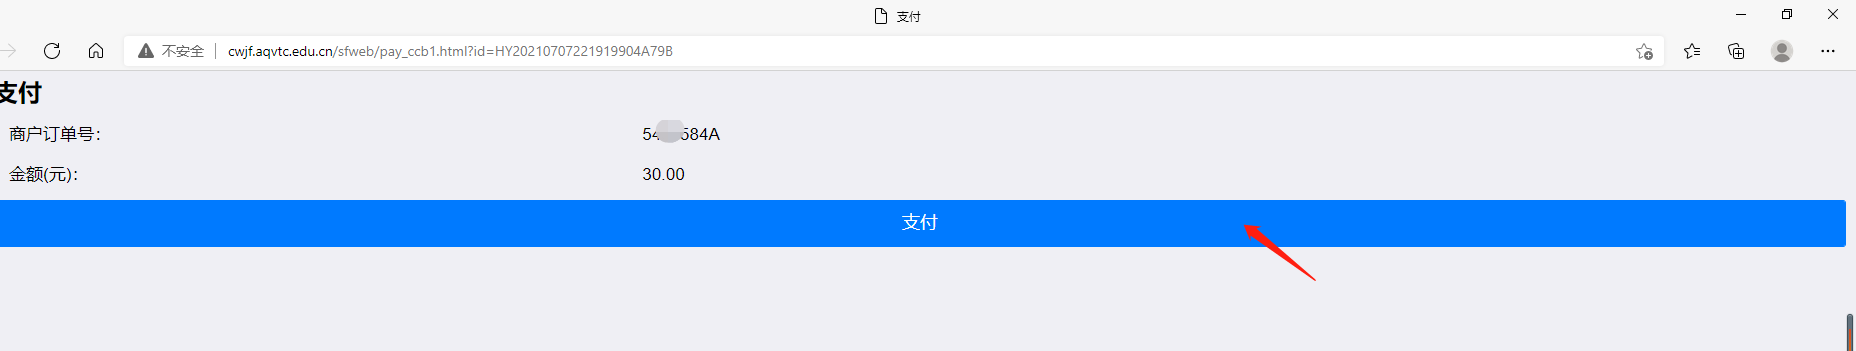 支付
不安全 cwjf.aqvtc.edu.cn/sfweb/pay_ccb1.html?id=HY20210707221919904A79B
支付
商户订单号: 54 584A
金额(元): 30.00
支付